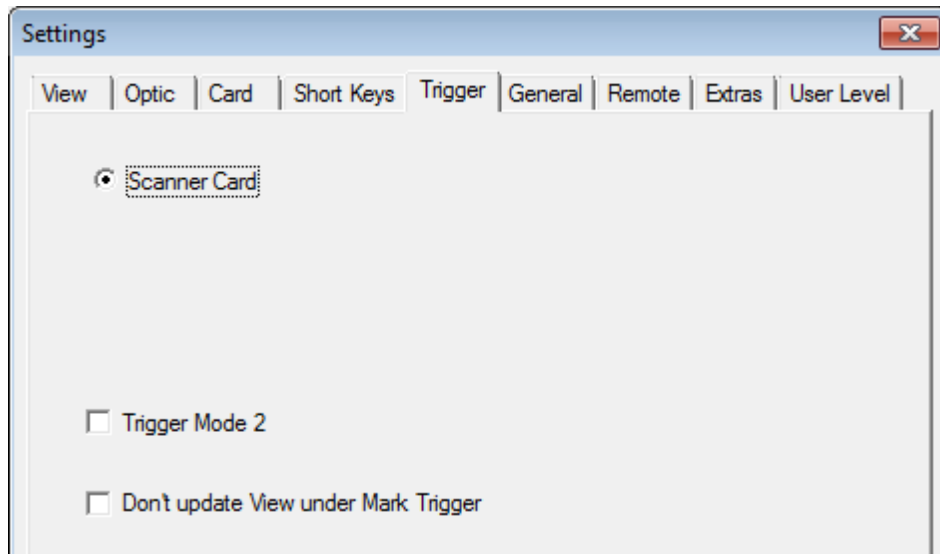 Settings
View Optic Card Short Keys Trigger General Remote Extras User Level
Scanner Card
Trigger Mode 2
Don't update View under Mark Trigger